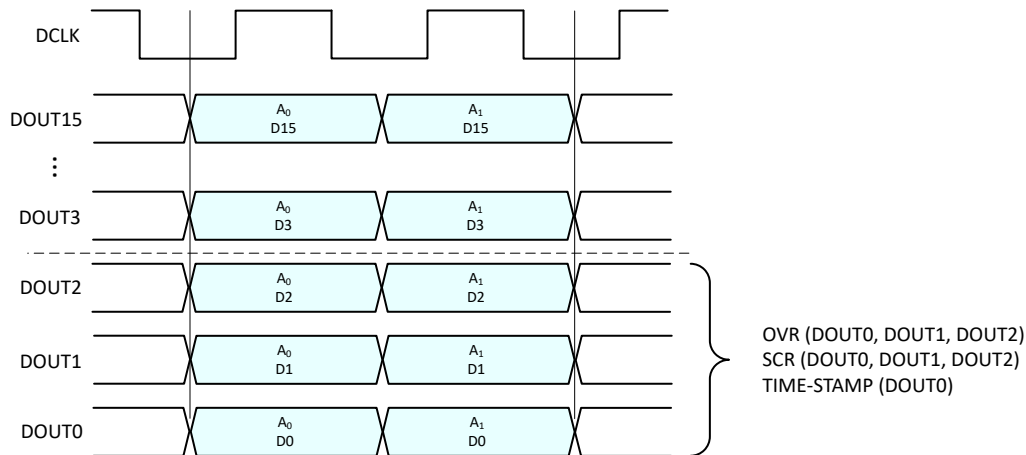 DCLK
DOUT15
A₀
D15
A₁
D15
⋮
DOUT3
A₀
D3
A₁
D3
DOUT2
A₀
D2
A₁
D2
OVR (DOUT0, DOUT1, DOUT2)
SCR (DOUT0, DOUT1, DOUT2)
TIME-STAMP (DOUT0)
DOUT1
A₀
D1
A₁
D1
DOUT0
A₀
D0
A₁
D0